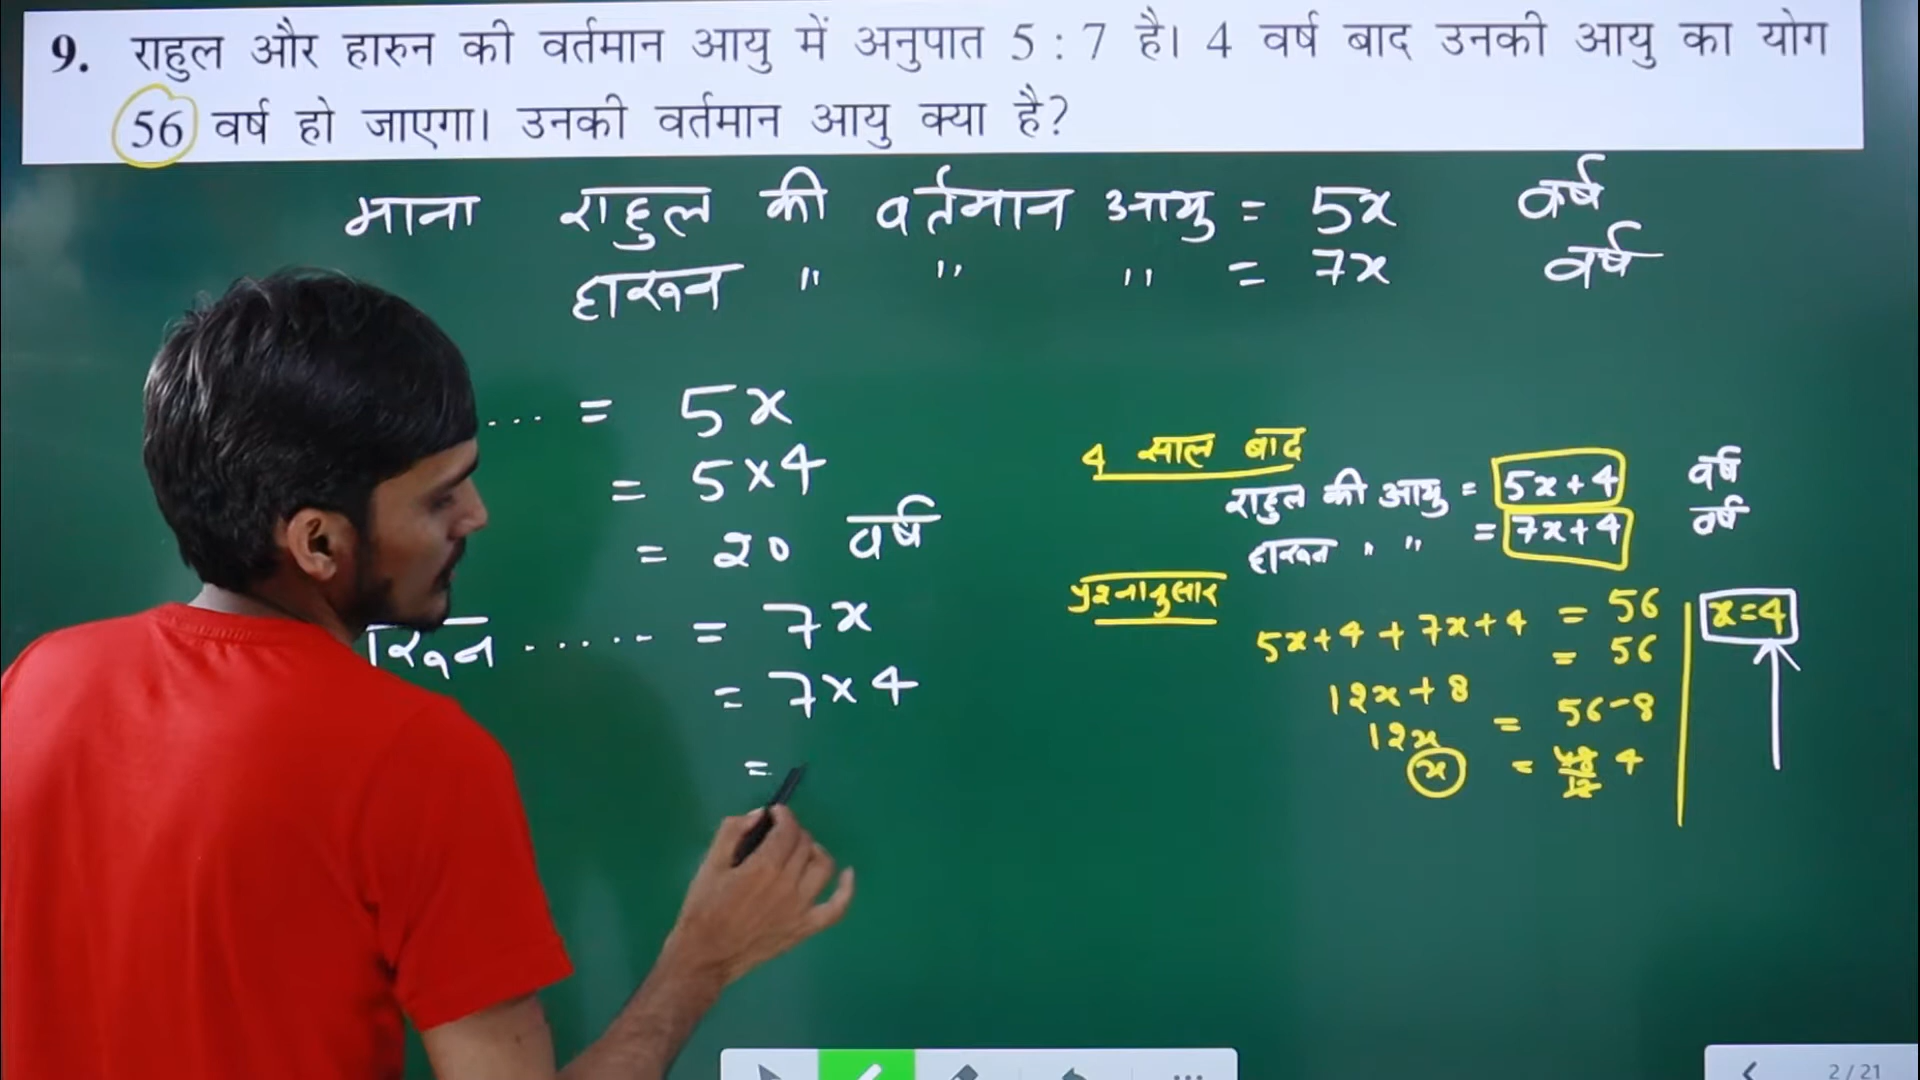 9. राहुल और हारुन की वर्तमान आयु में अनुपात 5 : 7 है। 4 वर्ष बाद उनकी आयु का योग
56 वर्ष हो जाएगा। उनकी वर्तमान आयु क्या है?
माना राहुल की वर्तमान आयु = 5x वर्ष
हारून " " " = 7x वर्ष
... = 5x
= 5×4
= 20 वर्ष
रून ...... = 7x
= 7×4
=
4 साल बाद
राहुल की आयु = 5x+4 वर्ष
हारून " " = 7x+4 वर्ष
प्रश्नानुसार
5x+4 + 7x+4 = 56
12x+8 = 56
12x = 56-8
x = 48/12 4
x=4
2/21